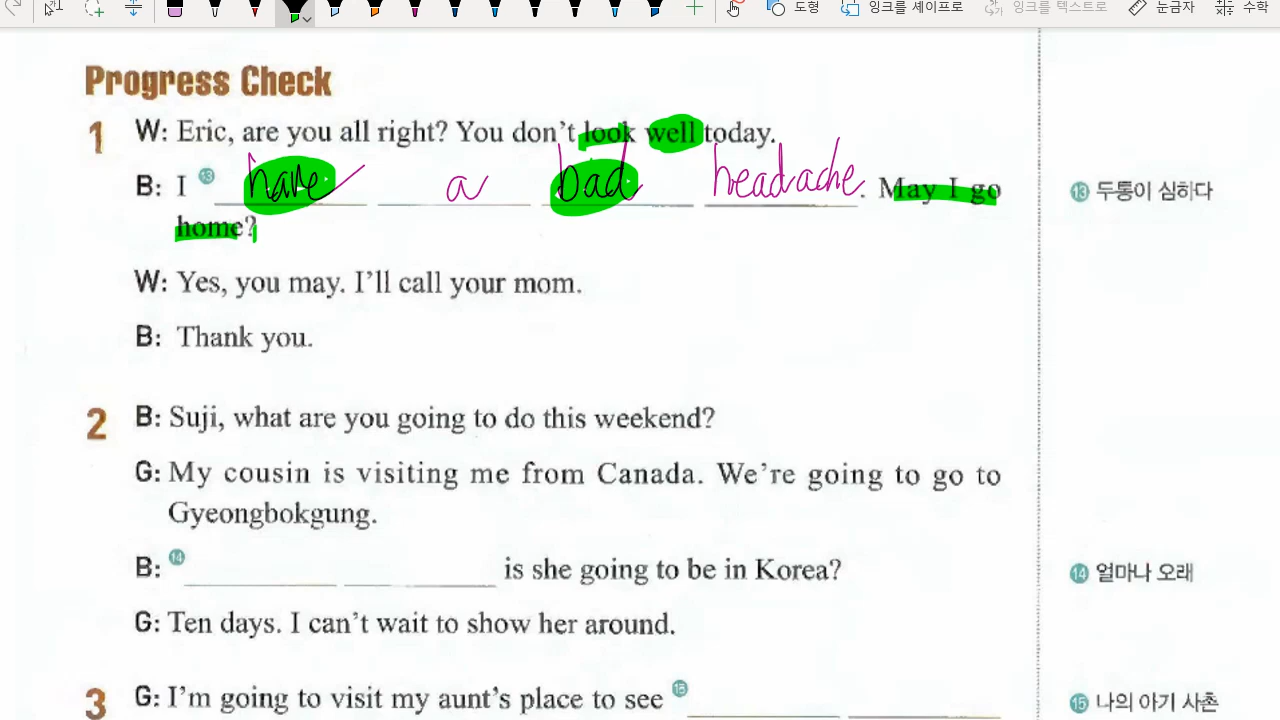 도형 잉크를 셰이프로 잉크를 텍스트로 눈금자 수학
Progress Check
1 W: Eric, are you all right? You don't look well today.
B: I ⑬ have a bad headache. May I go ⑬ 두통이 심하다
home?
W: Yes, you may. I'll call your mom.
B: Thank you.
2 B: Suji, what are you going to do this weekend?
G: My cousin is visiting me from Canada. We're going to go to
Gyeongbokgung.
B: ⑭ is she going to be in Korea? ⑭ 얼마나 오래
G: Ten days. I can't wait to show her around.
3 G: I'm going to visit my aunt's place to see ⑮ ⑮ 나의 아기 사촌